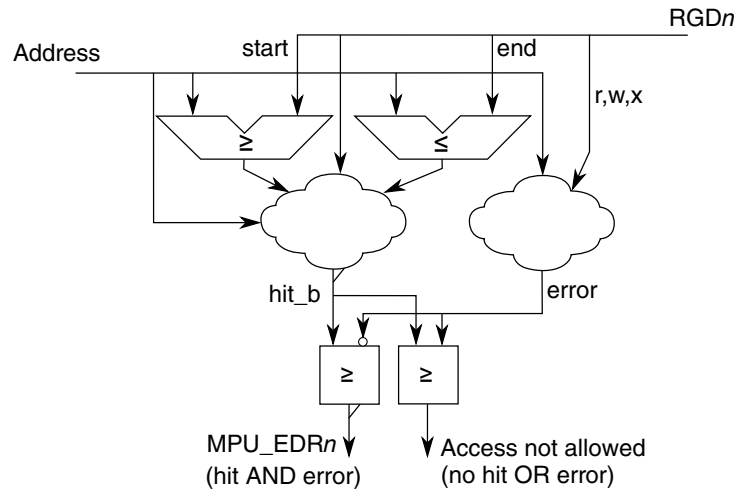 RGDn
Address
start
end
r,w,x
≥
≤
hit_b
error
≥
≥
MPU_EDRn
(hit AND error)
Access not allowed
(no hit OR error)